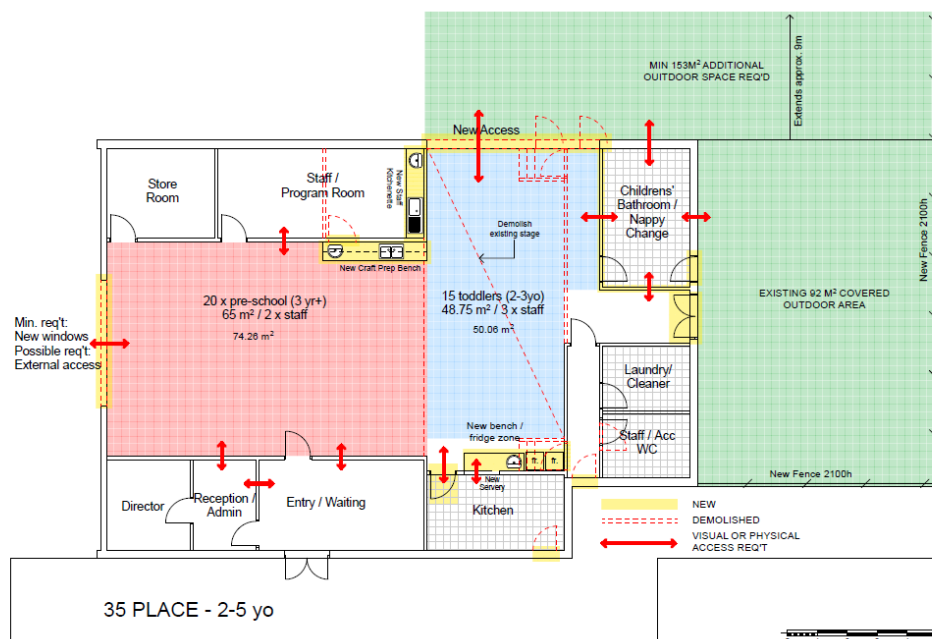 MIN 153M² ADDITIONAL
OUITDOOR SPACE REQ'D
Extends approx. 9m
New Access
Store
Room
Staff /
Program Room
New Staff
Kitchenette
Childrens'
Bathroom /
Nappy
Change
Demolish
existing stage
New Craft Prep Bench
20 x pre-school (3 yr+)
65 m² / 2 x staff
74.26 m²
15 toddlers (2-3yo)
48.75 m² / 3 x staff
50.06 m²
EXISTING 92 M² COVERED
OUTDOOR AREA
New Fence 2100h
Min. req't:
New windows
Possible req't:
External access
Laundry/
Cleaner
New bench /
fridge zone
fr.
fr.
Staff / Acc
WC
New Fence 2100h
Director
Reception /
Admin
Entry / Waiting
New
Servery
Kitchen
NEW
DEMOLISHED
VISUAL OR PHYSICAL
ACCESS REQ'T
35 PLACE - 2-5 yo